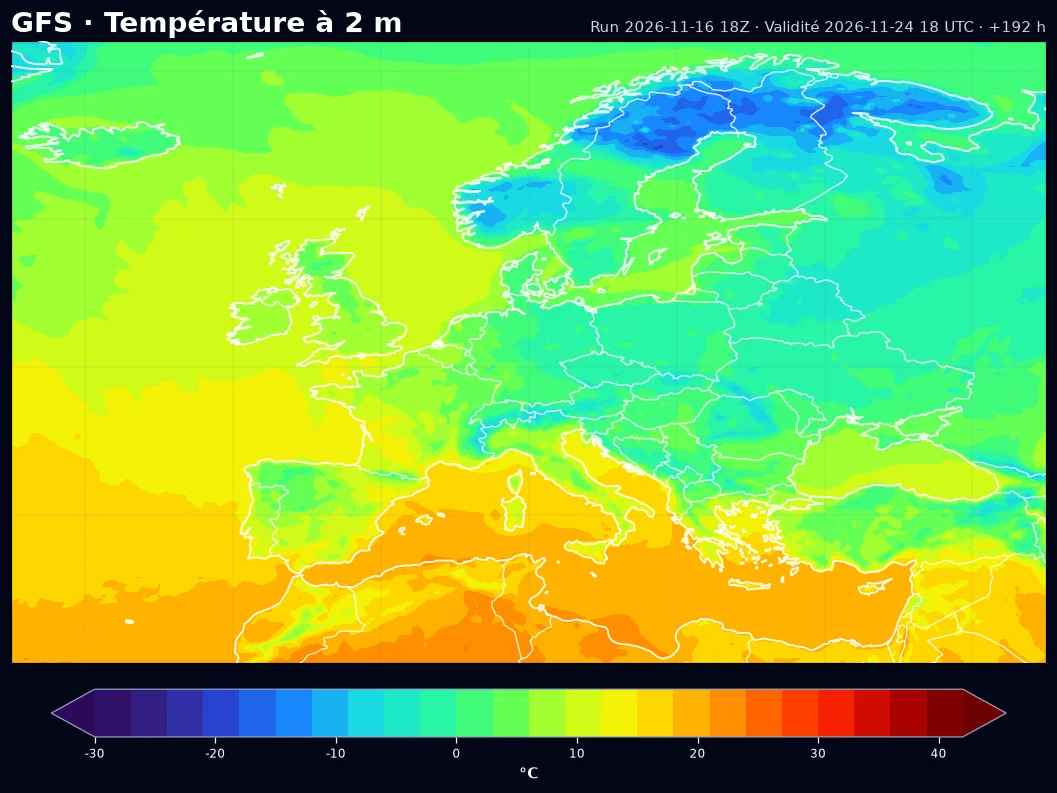 GFS · Température à 2 m
Run 2026-11-16 18Z · Validité 2026-11-24 18 UTC · +192 h
-30 -20 -10 0 10 20 30 40
°C